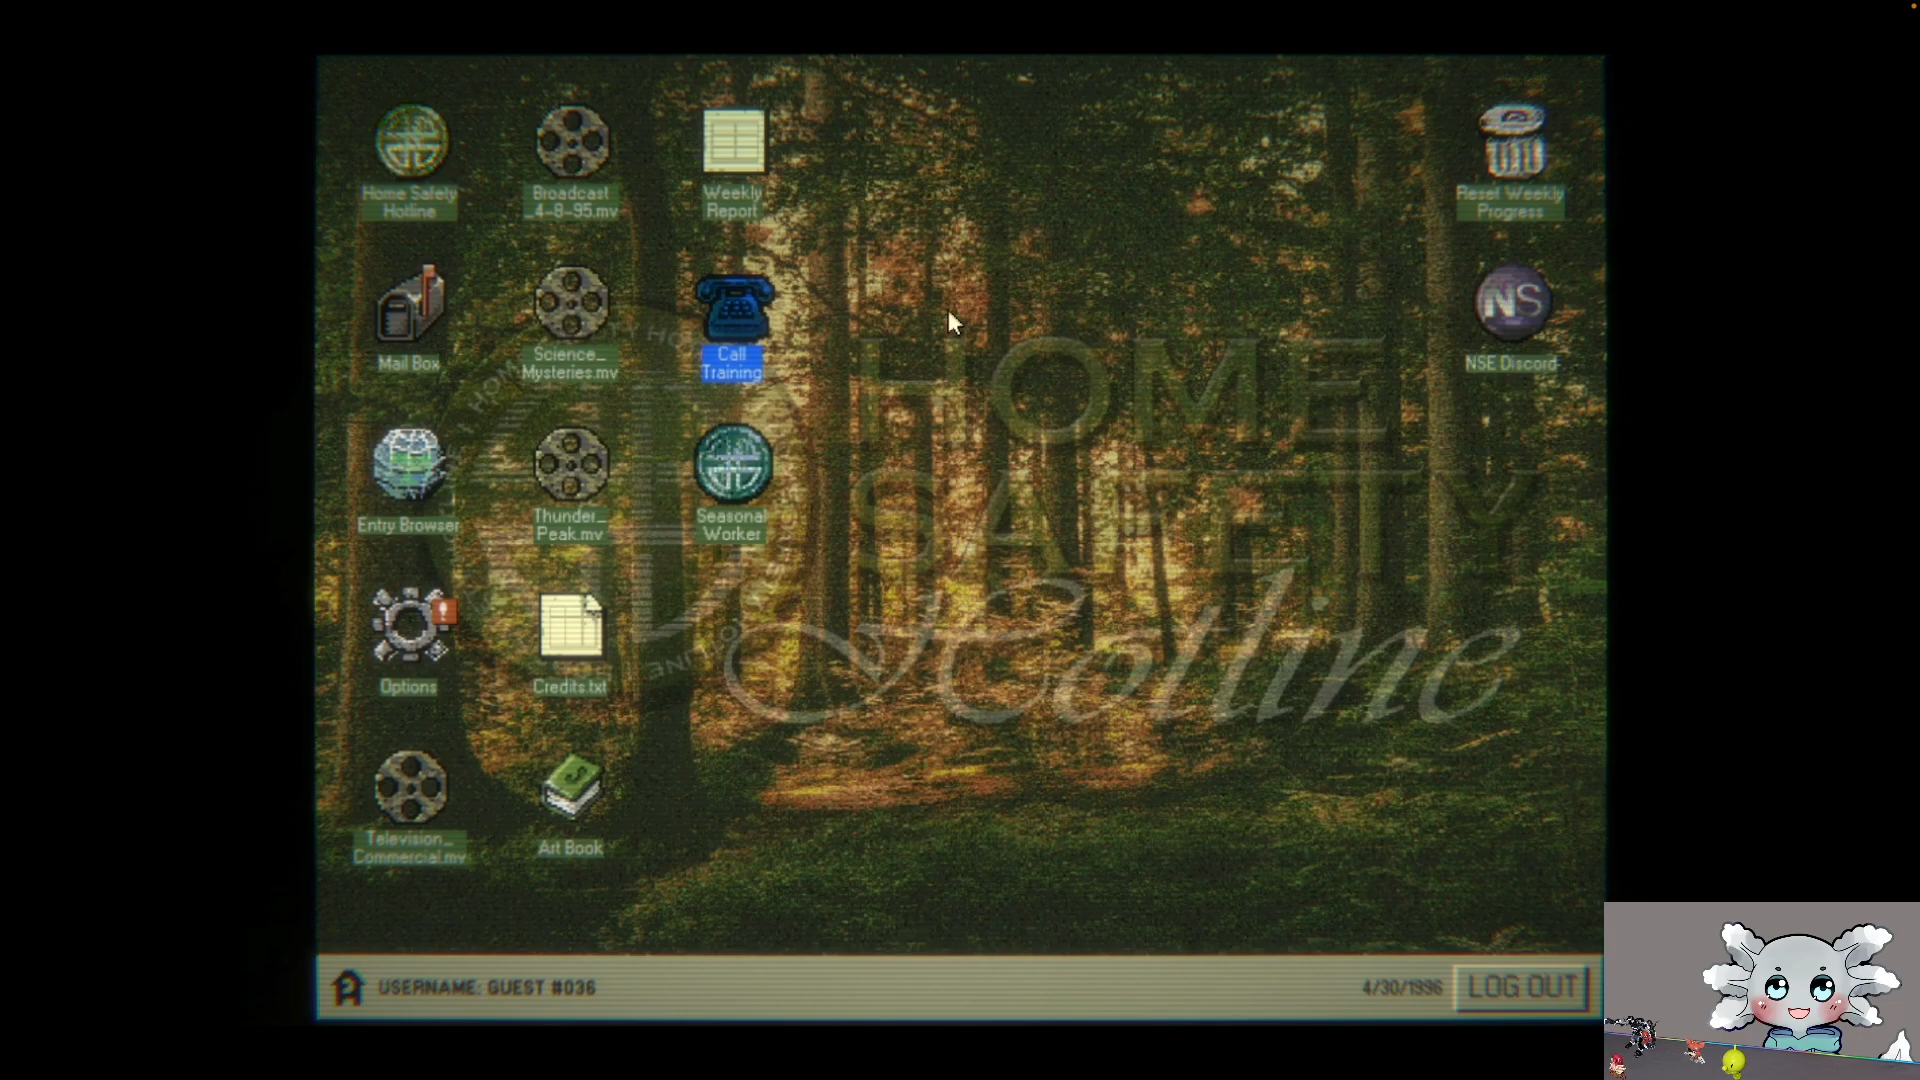 Home Safety
Hotline
Broadcast
_4-8-95.mv
Weekly
Report
Reset Weekly
Progress
Mail Box
Science_
Mysteries.mv
Call
Training
NS
NSE Discord
Entry Browser
Thunder_
Peak.mv
Seasonal
Worker
Options
Credits.txt
Television_
Commercial.mv
Art Book
HOME
SAFETY
Hotline
USERNAME: GUEST #036
4/30/1996
LOG OUT